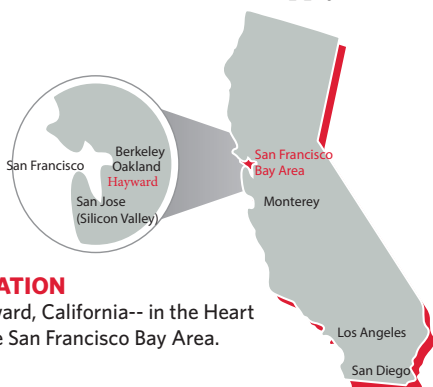 San Francisco
Bay Area
Berkeley
Oakland
San Francisco
Hayward
San Jose
(Silicon Valley)
Monterey
Los Angeles
San Diego
ATION
ward, California-- in the Heart
e San Francisco Bay Area.